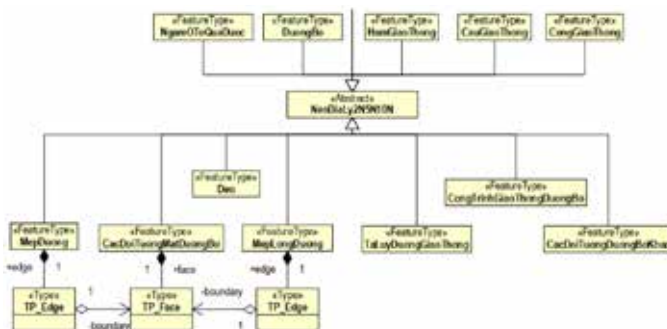 «FeatureType» «FeatureType» «FeatureType» «FeatureType» «FeatureType»
NgamOToQuaDuoc DuongBo HamGiaoThong CauGiaoThong CongGiaoThong
«Abstract»
NenDiaLy2N5N10N
«FeatureType»
Deo
«FeatureType»
CongTrinhGiaoThongDuongBo
«FeatureType» «FeatureType» «FeatureType» «FeatureType» «FeatureType»
MepDuong CacDoiTuongMatDuongBo MepLongDuong TaLuyDuongGiaoThong CacDoiTuongDuongBoKhac
+edge 1 1 +face +edge 1
«Type» 1 «Type» -boundary «Type»
TP_Edge TP_Face TP_Edge
-boundary 1